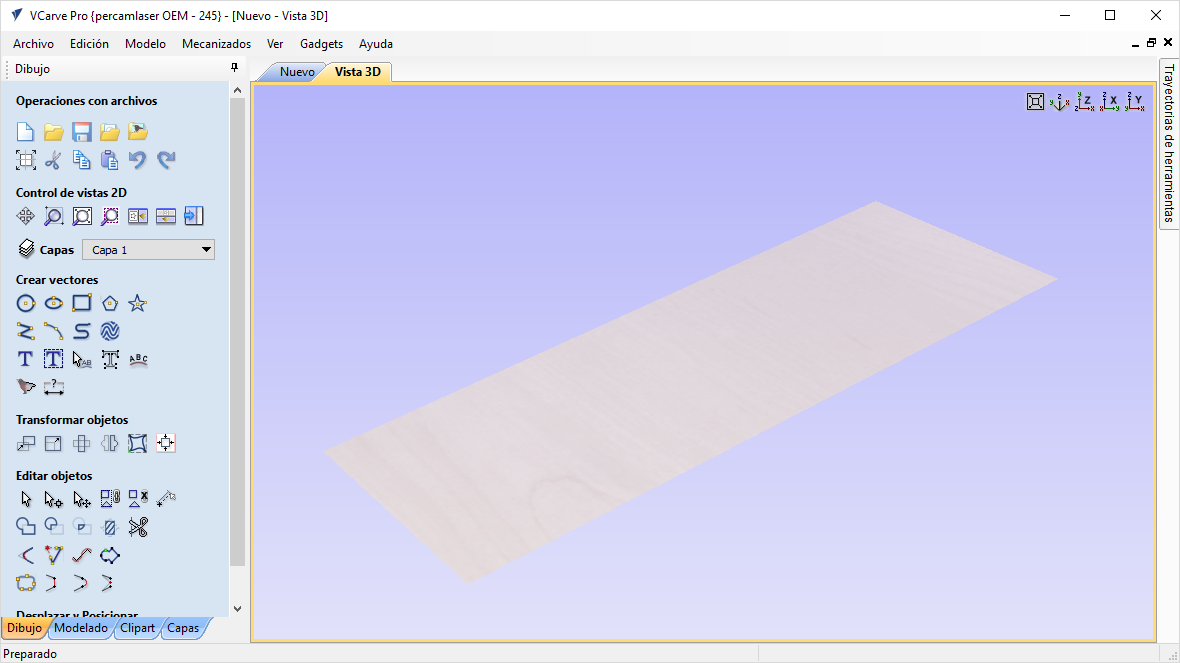 VCarve Pro {percamlaser OEM - 245} - [Nuevo - Vista 3D]
Archivo Edición Modelo Mecanizados Ver Gadgets Ayuda
Dibujo
Nuevo Vista 3D
Operaciones con archivos
Control de vistas 2D
Capas Capa 1
Crear vectores
Transformar objetos
Editar objetos
Desplazar y Posicionar
Dibujo Modelado Clipart Capas
Preparado
Trayectorias de herramientas